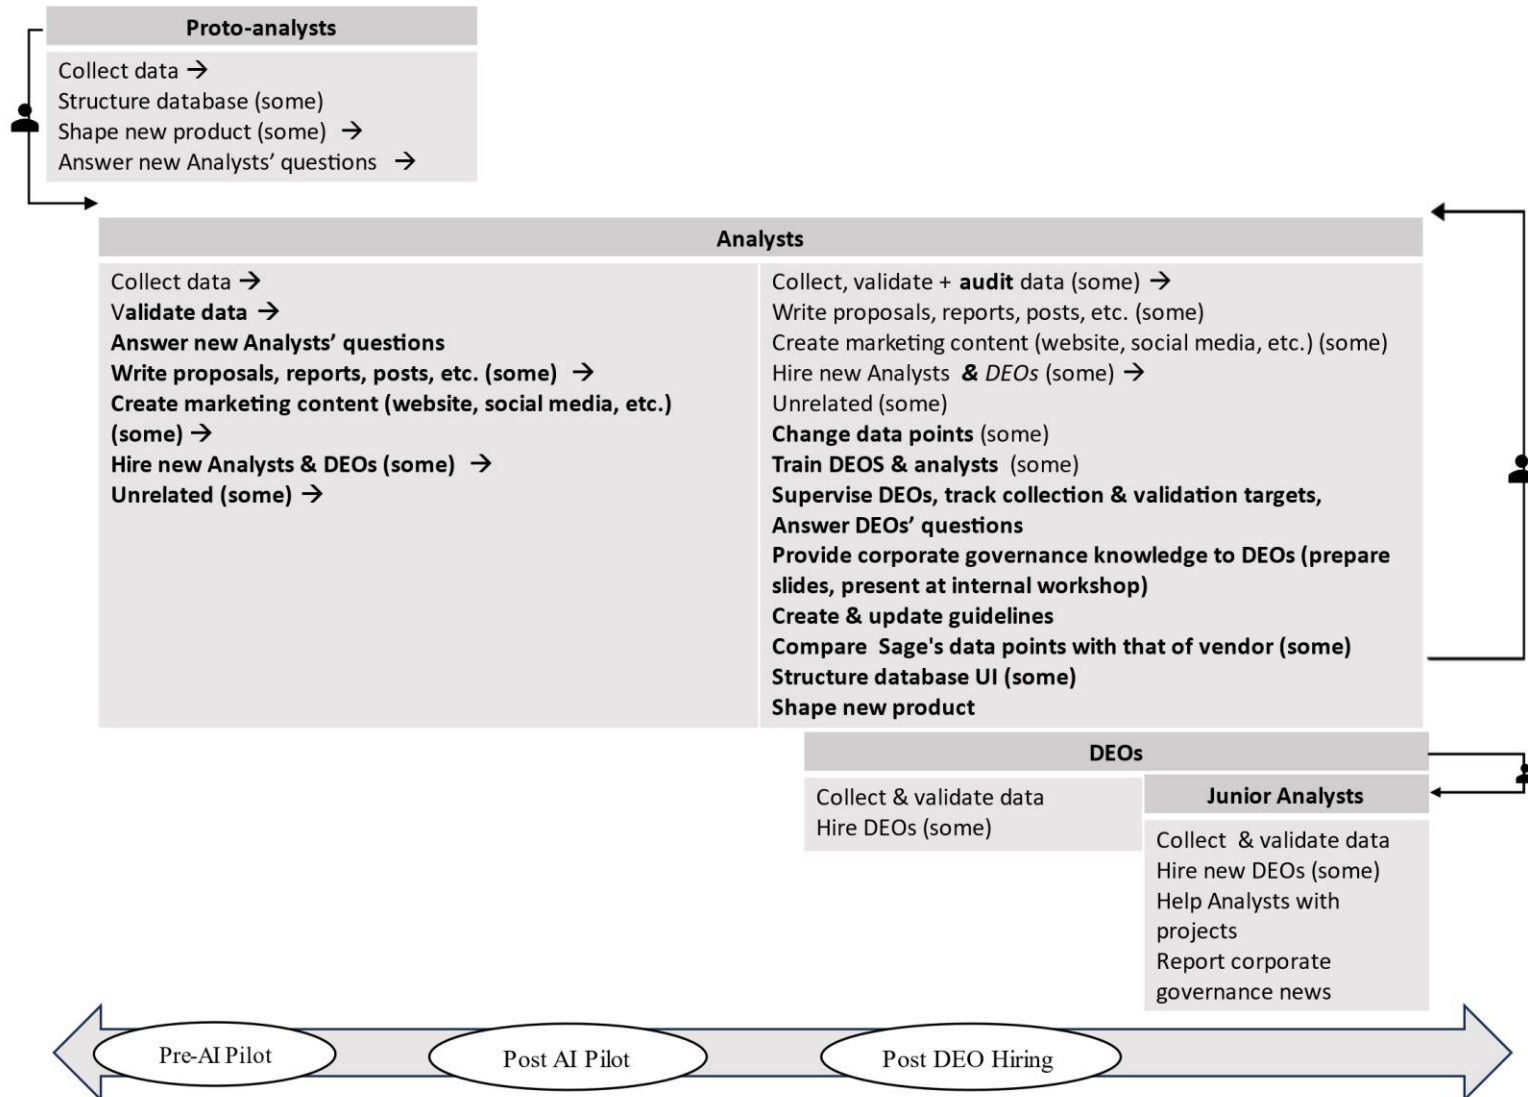 Proto-analysts
Collect data →
Structure database (some)
Shape new product (some) →
Answer new Analysts’ questions →
Analysts
Collect data →
Validate data →
Answer new Analysts’ questions
Write proposals, reports, posts, etc. (some) →
Create marketing content (website, social media, etc.)
(some) →
Hire new Analysts & DEOs (some) →
Unrelated (some) →
Collect, validate + audit data (some) →
Write proposals, reports, posts, etc. (some)
Create marketing content (website, social media, etc.) (some)
Hire new Analysts & DEOs (some) →
Unrelated (some)
Change data points (some)
Train DEOS & analysts (some)
Supervise DEOs, track collection & validation targets,
Answer DEOs’ questions
Provide corporate governance knowledge to DEOs (prepare
slides, present at internal workshop)
Create & update guidelines
Compare Sage's data points with that of vendor (some)
Structure database UI (some)
Shape new product
DEOs
Collect & validate data
Hire DEOs (some)
Junior Analysts
Collect & validate data
Hire new DEOs (some)
Help Analysts with
projects
Report corporate
governance news
Pre-AI Pilot
Post AI Pilot
Post DEO Hiring